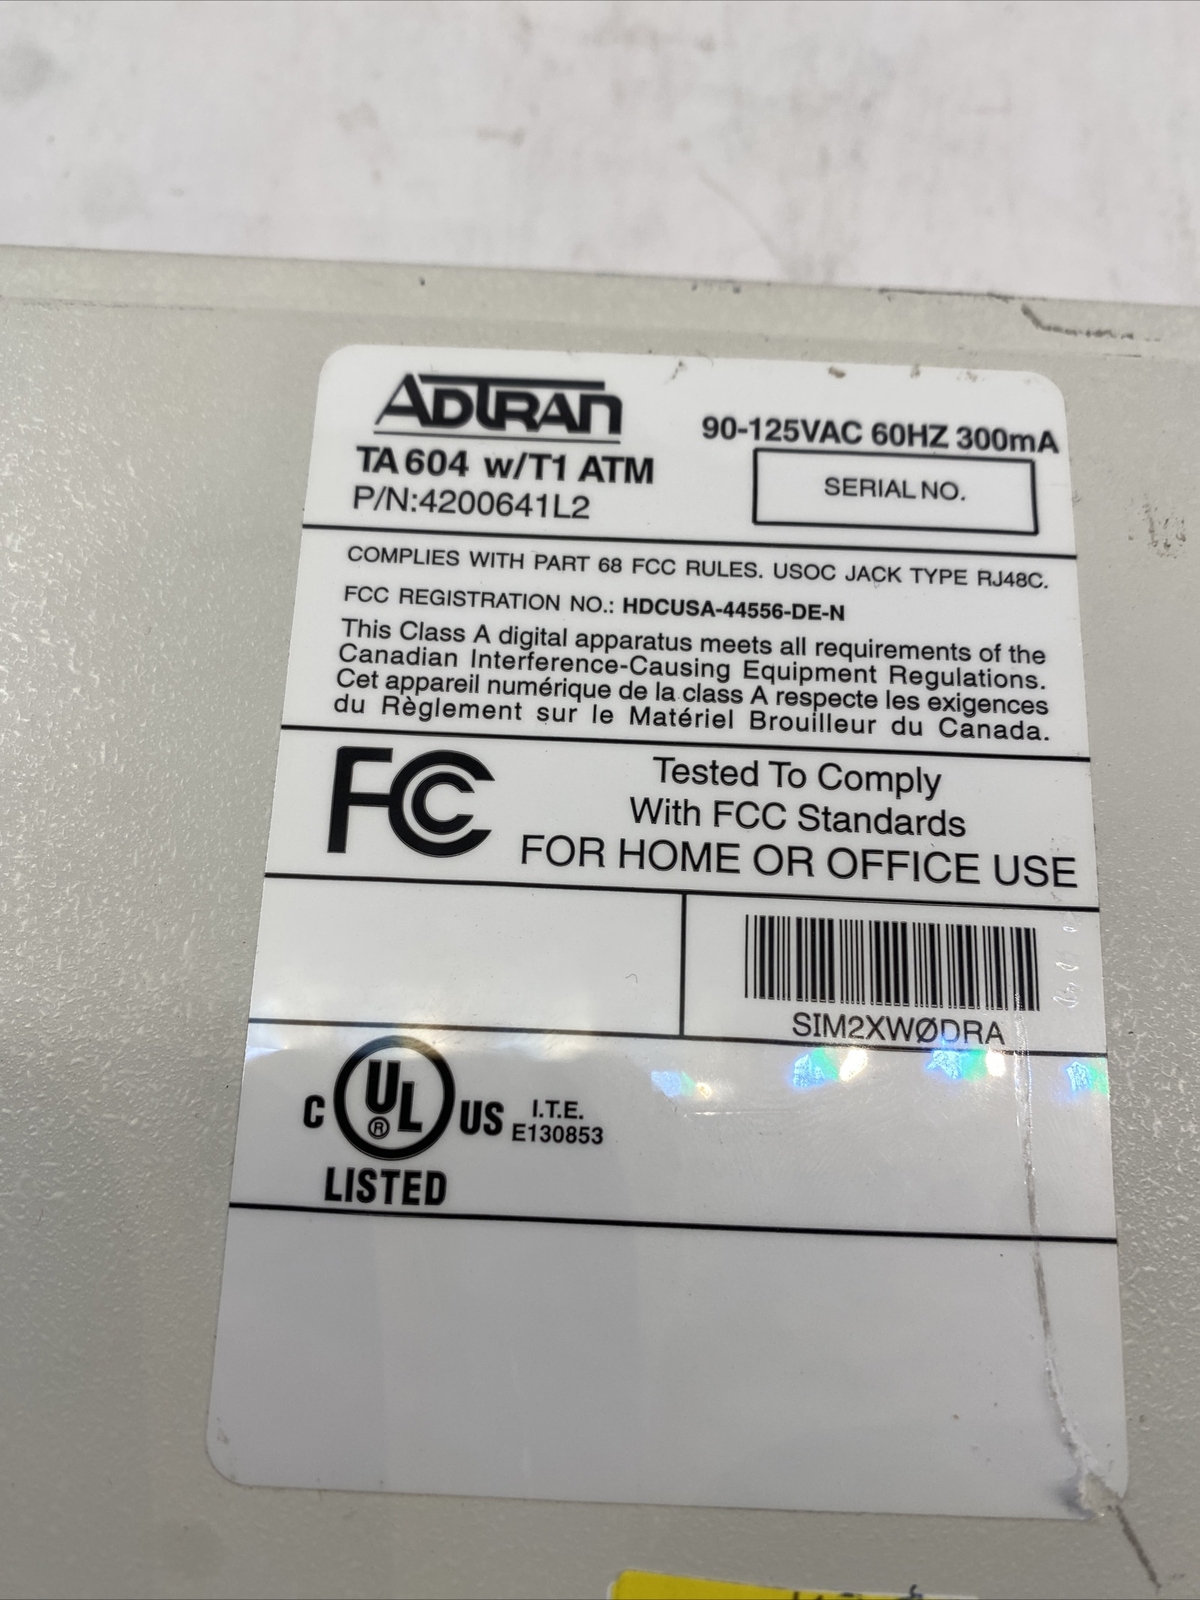 ADTRAN
90-125VAC 60HZ 300mA
TA 604 w/T1 ATM
P/N:4200641L2
SERIAL NO.
COMPLIES WITH PART 68 FCC RULES. USOC JACK TYPE RJ48C.
FCC REGISTRATION NO.: HDCUSA-44556-DE-N
This Class A digital apparatus meets all requirements of the
Canadian Interference-Causing Equipment Regulations.
Cet appareil numérique de la class A respecte les exigences
du Règlement sur le Matériel Brouilleur du Canada.
FC
Tested To Comply
With FCC Standards
FOR HOME OR OFFICE USE
SIM2XWØDRA
C UL® US
LISTED
I.T.E.
E130853